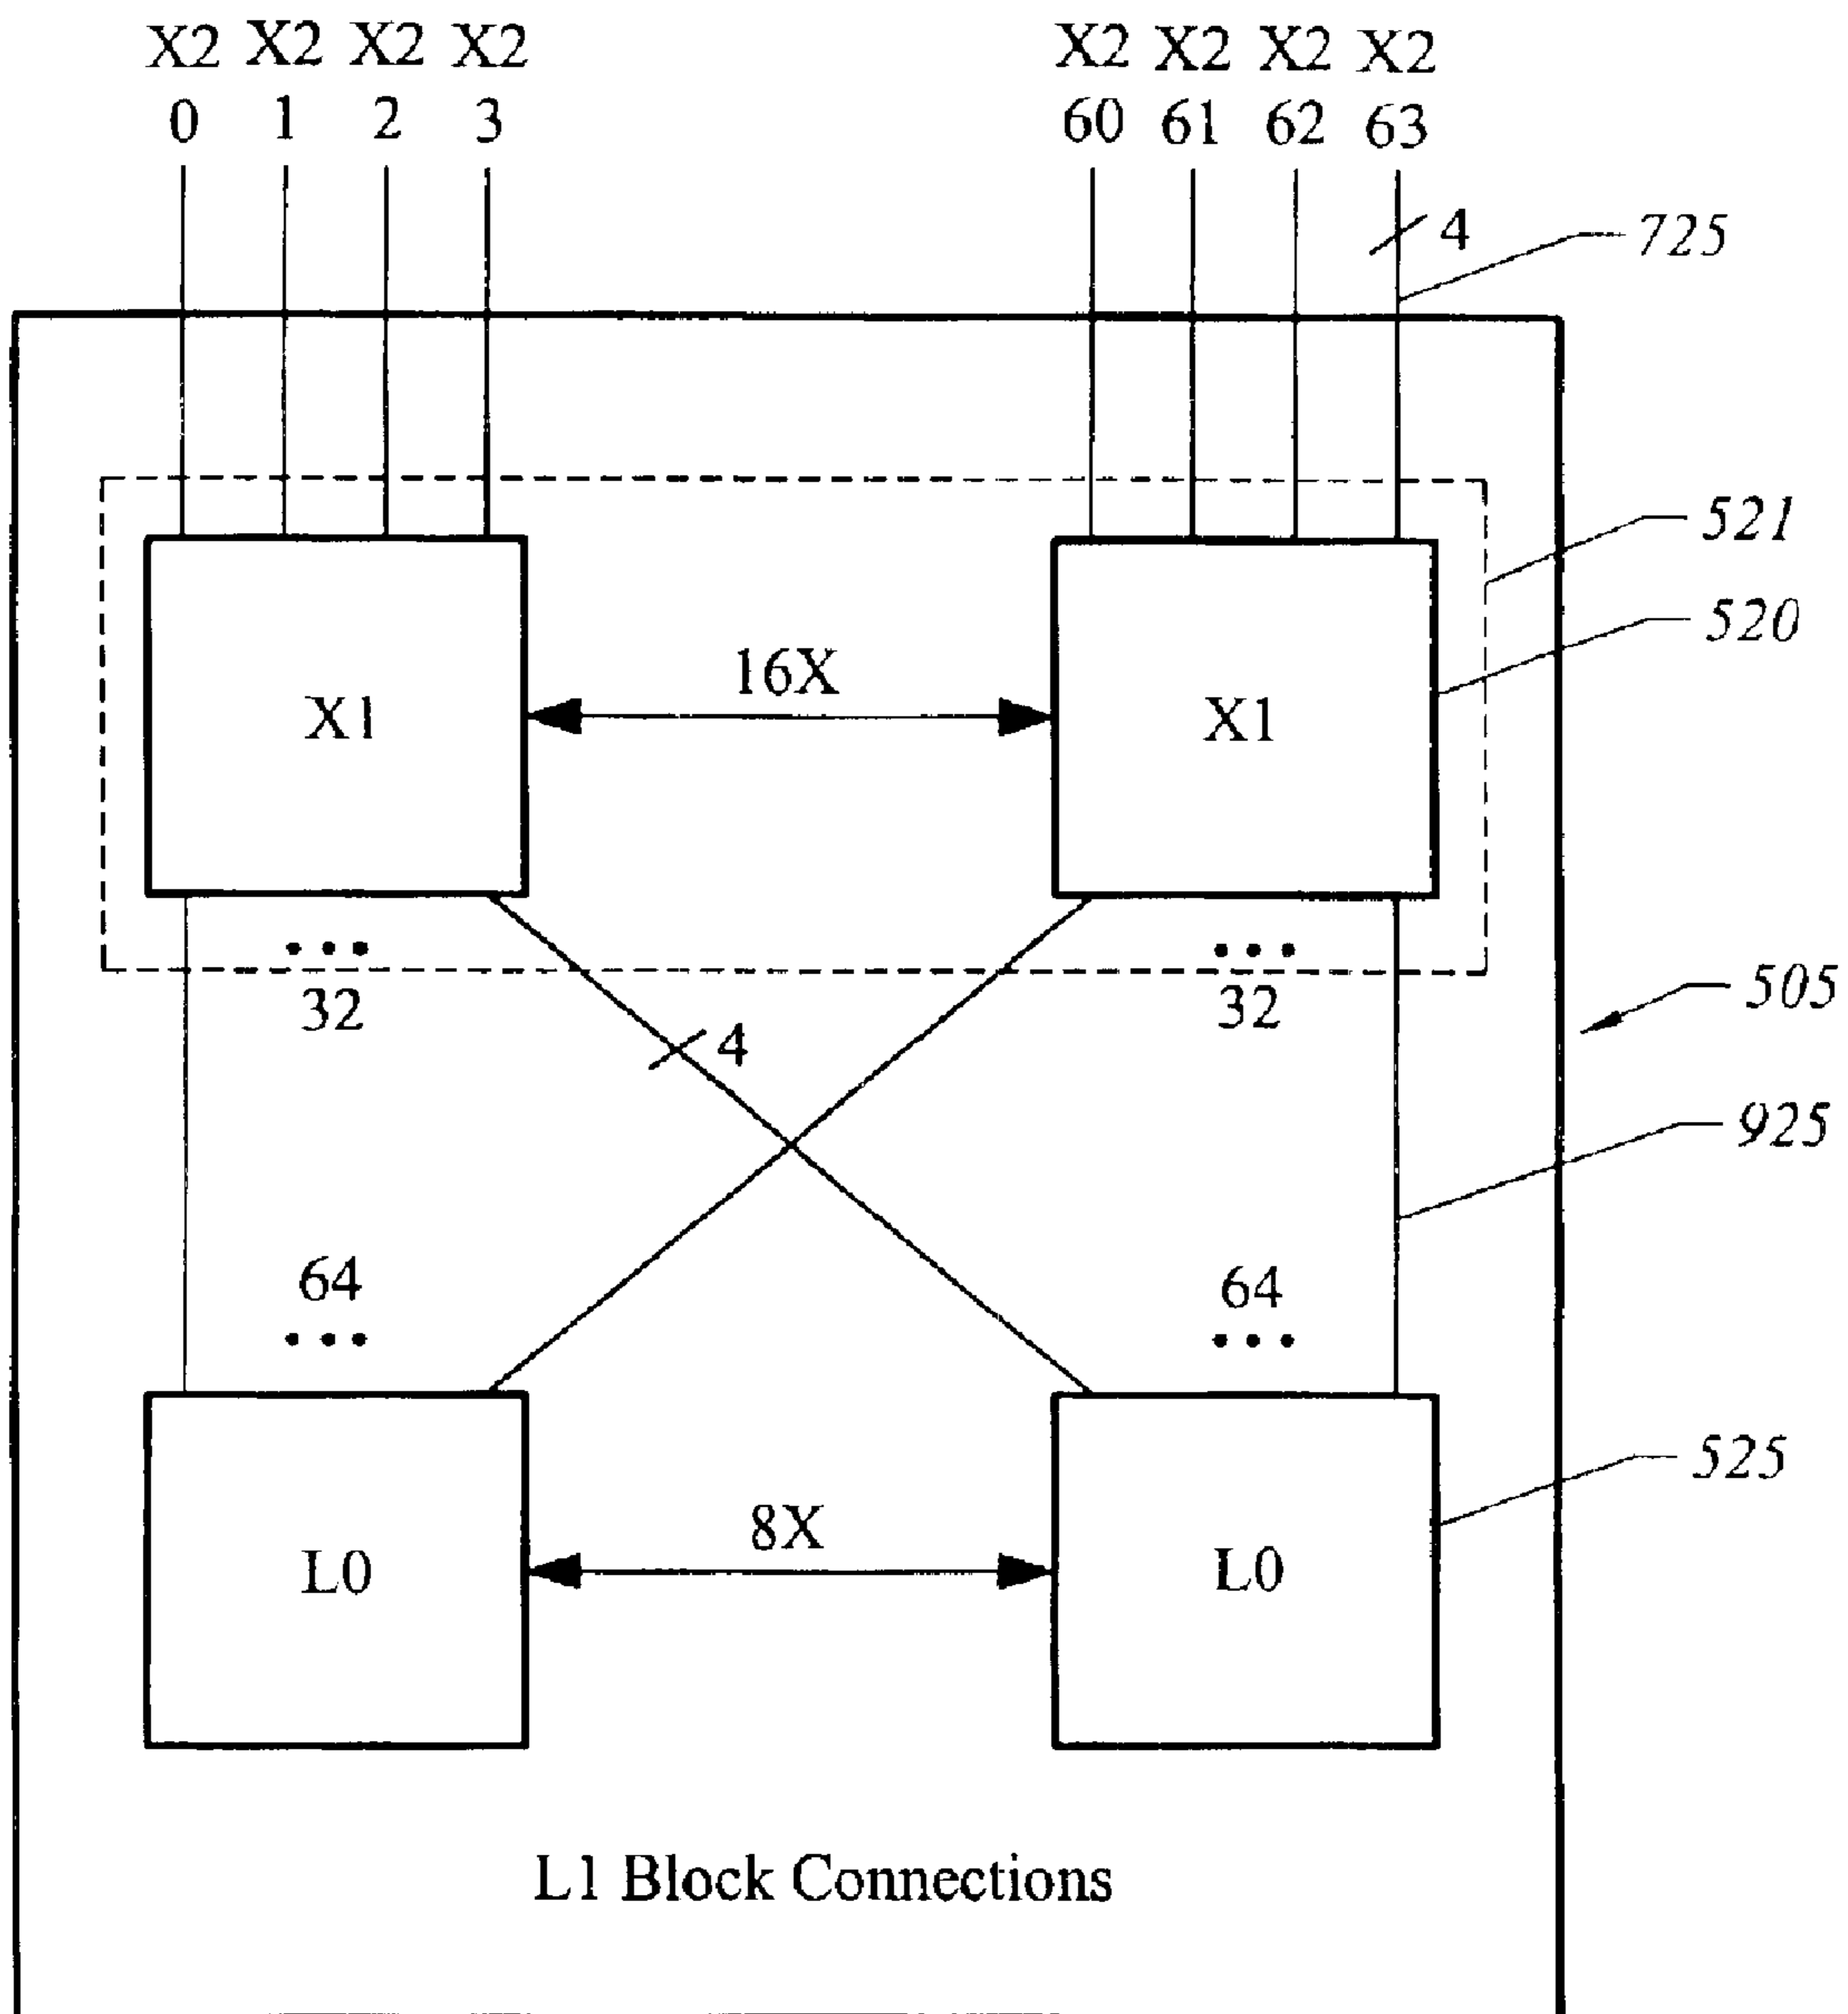 X2 X2 X2 X2 X2 X2 X2 X2
0 1 2 3 60 61 62 63
4 725
521
520
16X
X1 X1
32 32
505
4
925
64 64
525
8X
L0 L0
L1 Block Connections